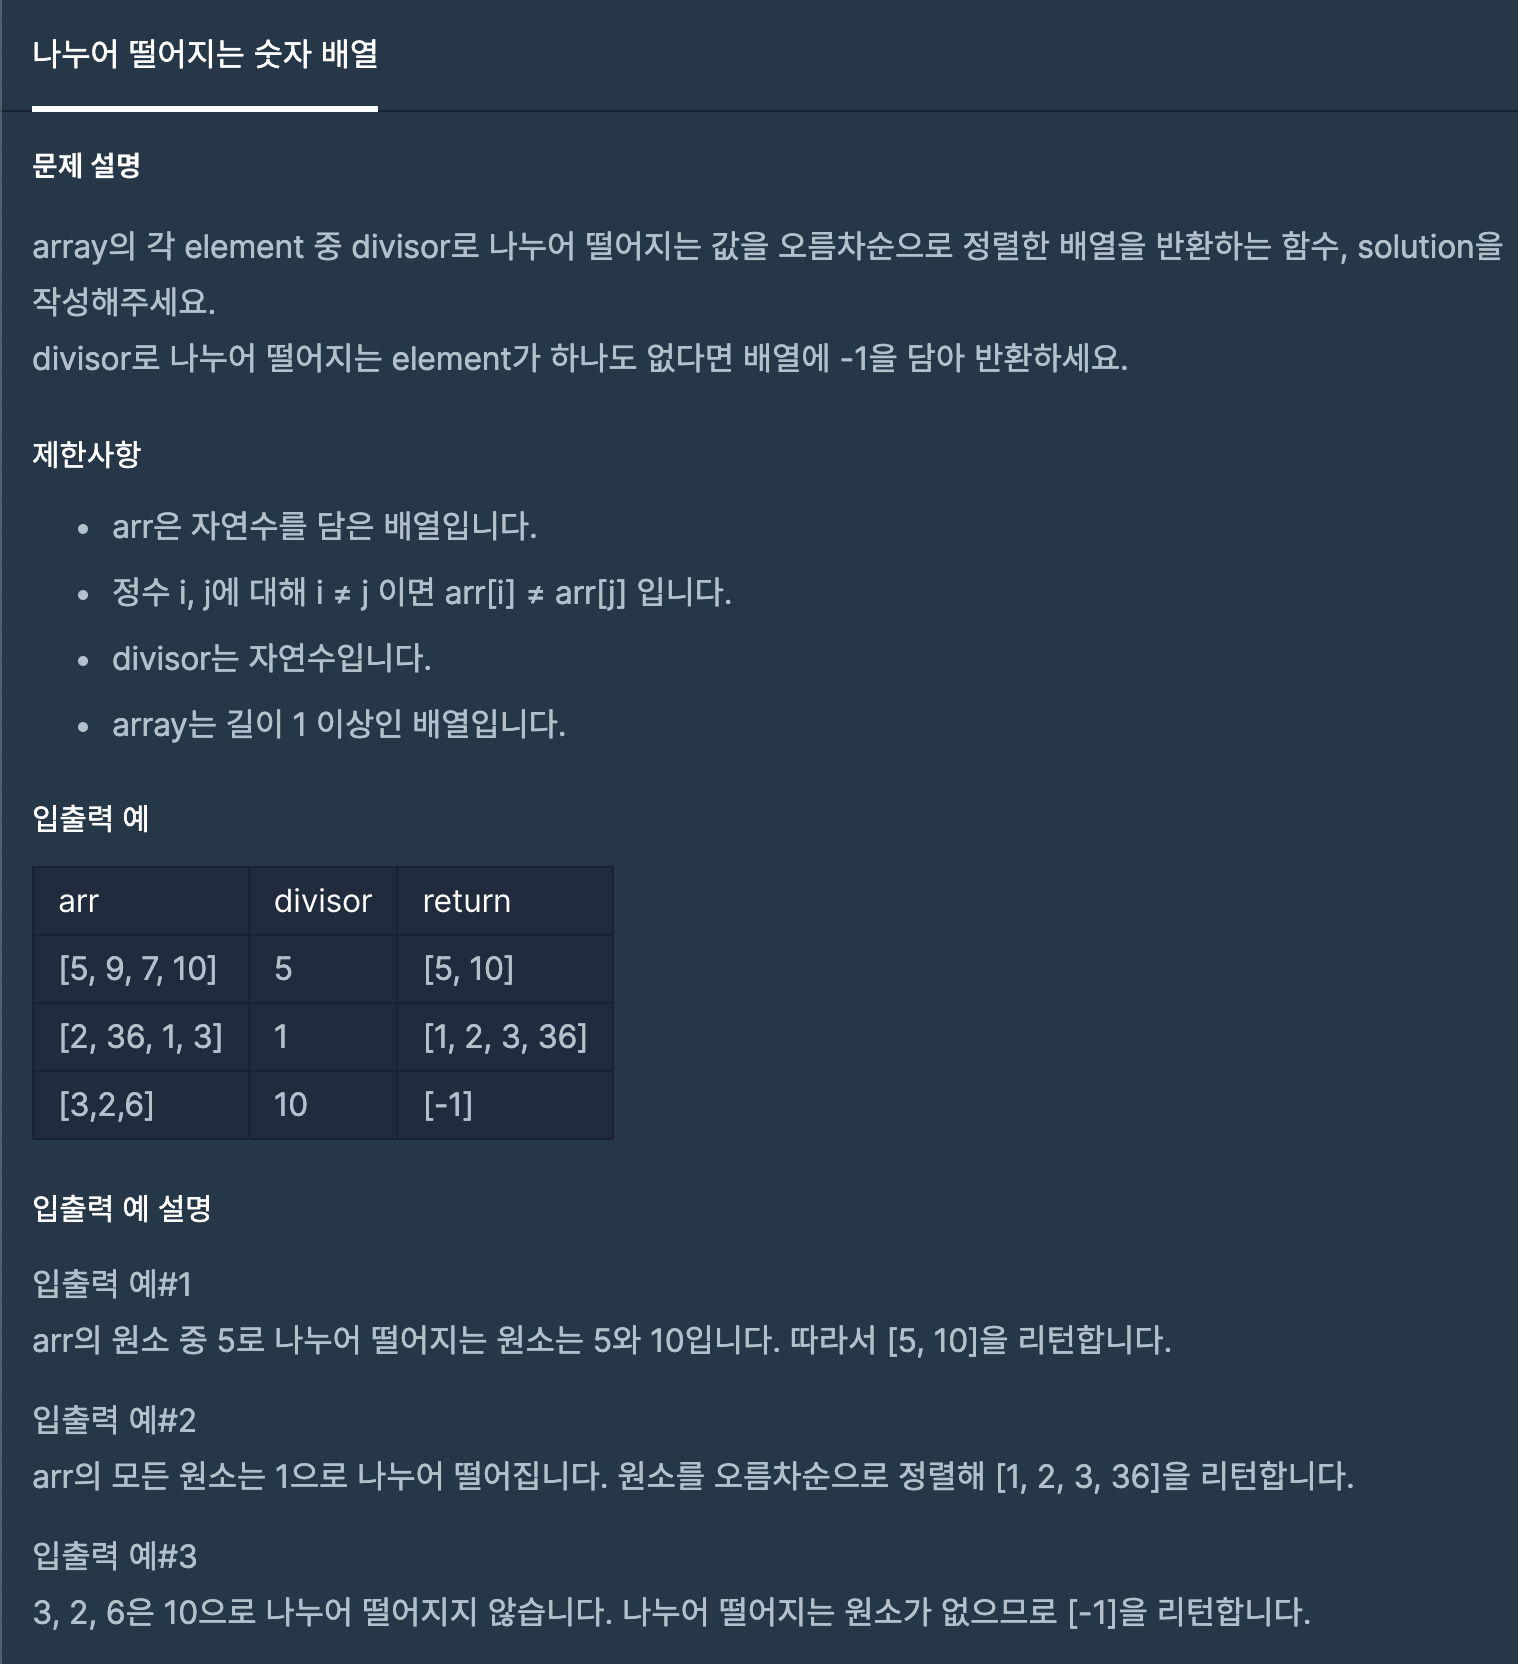 나누어 떨어지는 숫자 배열
문제 설명
array의 각 element 중 divisor로 나누어 떨어지는 값을 오름차순으로 정렬한 배열을 반환하는 함수, solution을
작성해주세요.
divisor로 나누어 떨어지는 element가 하나도 없다면 배열에 -1을 담아 반환하세요.
제한사항
• arr은 자연수를 담은 배열입니다.
• 정수 i, j에 대해 i ≠ j 이면 arr[i] ≠ arr[j] 입니다.
• divisor는 자연수입니다.
• array는 길이 1 이상인 배열입니다.
입출력 예
arr divisor return
[5, 9, 7, 10] 5 [5, 10]
[2, 36, 1, 3] 1 [1, 2, 3, 36]
[3,2,6] 10 [-1]
입출력 예 설명
입출력 예#1
arr의 원소 중 5로 나누어 떨어지는 원소는 5와 10입니다. 따라서 [5, 10]을 리턴합니다.
입출력 예#2
arr의 모든 원소는 1으로 나누어 떨어집니다. 원소를 오름차순으로 정렬해 [1, 2, 3, 36]을 리턴합니다.
입출력 예#3
3, 2, 6은 10으로 나누어 떨어지지 않습니다. 나누어 떨어지는 원소가 없으므로 [-1]을 리턴합니다.